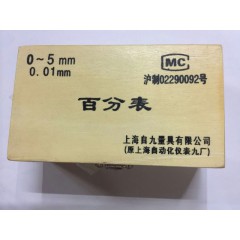 0～5 mm
0.01mm
MC
沪制02290092号
百分表
上海自九量具有限公司
(原上海自动化仪表九厂)